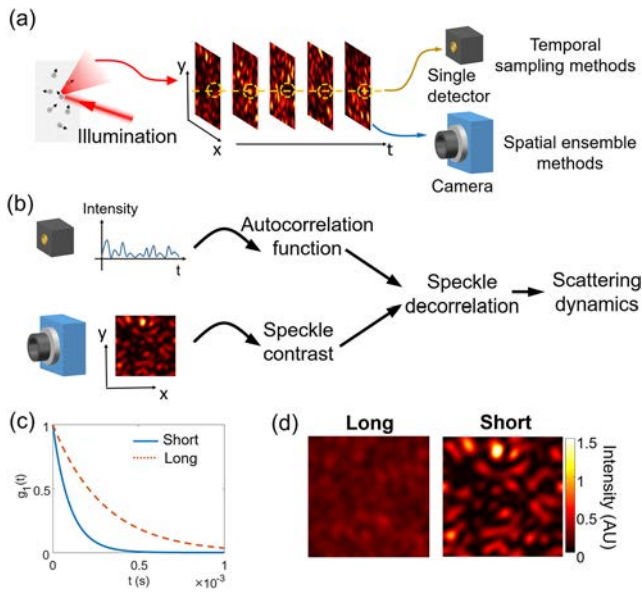 (a)
y
x
t
Illumination
Single
detector
Temporal
sampling methods
Camera
Spatial ensemble
methods
(b)
Intensity
t
Autocorrelation
function
y
x
Speckle
contrast
Speckle
decorrelation
Scattering
dynamics
(c)
1
0.5
0
g₁(t)
Short
Long
0
0.5
1
t (s)
×10⁻³
(d)
Long
Short
1.5
1
0.5
0
Intensity (AU)